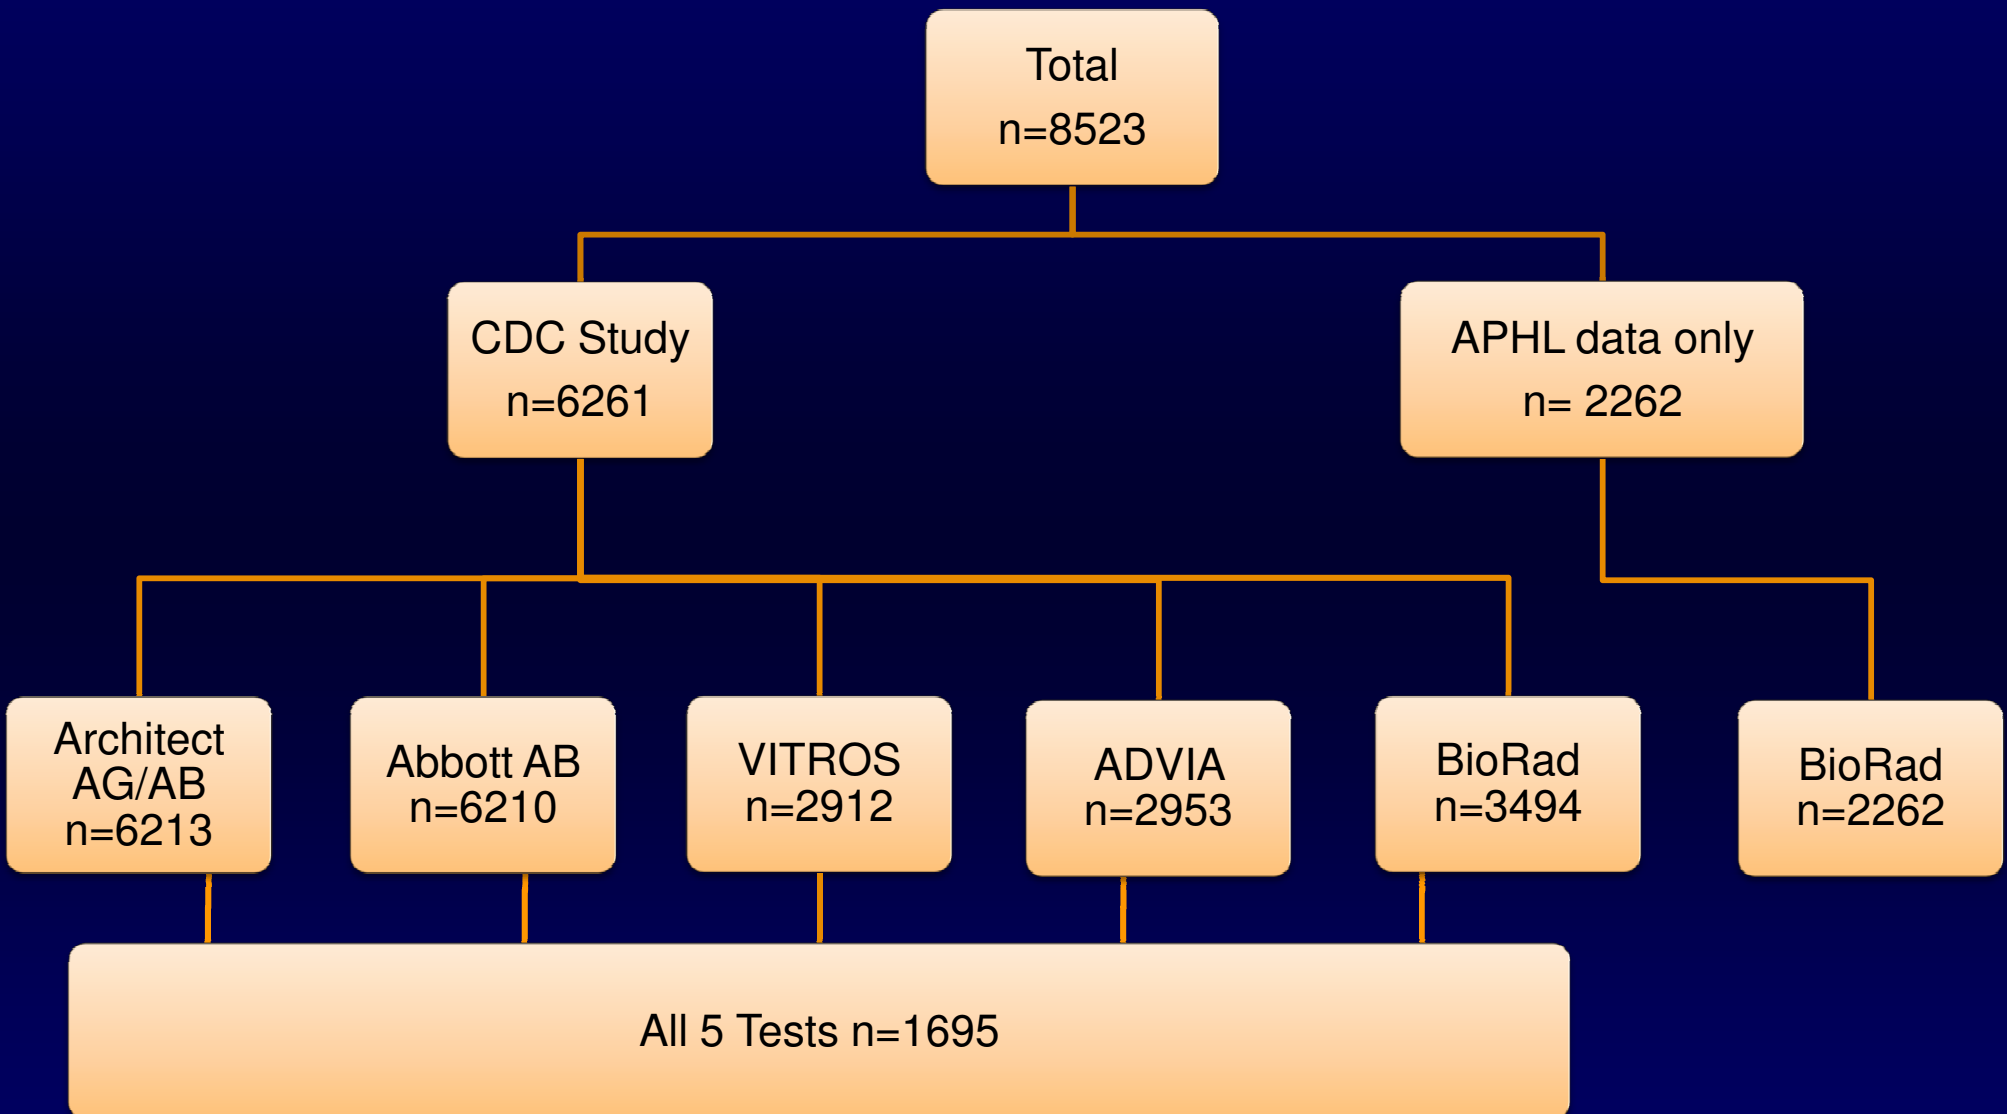 Total
n=8523
CDC Study
n=6261
APHL data only
n= 2262
Architect
AG/AB
n=6213
Abbott AB
n=6210
VITROS
n=2912
ADVIA
n=2953
BioRad
n=3494
BioRad
n=2262
All 5 Tests n=1695